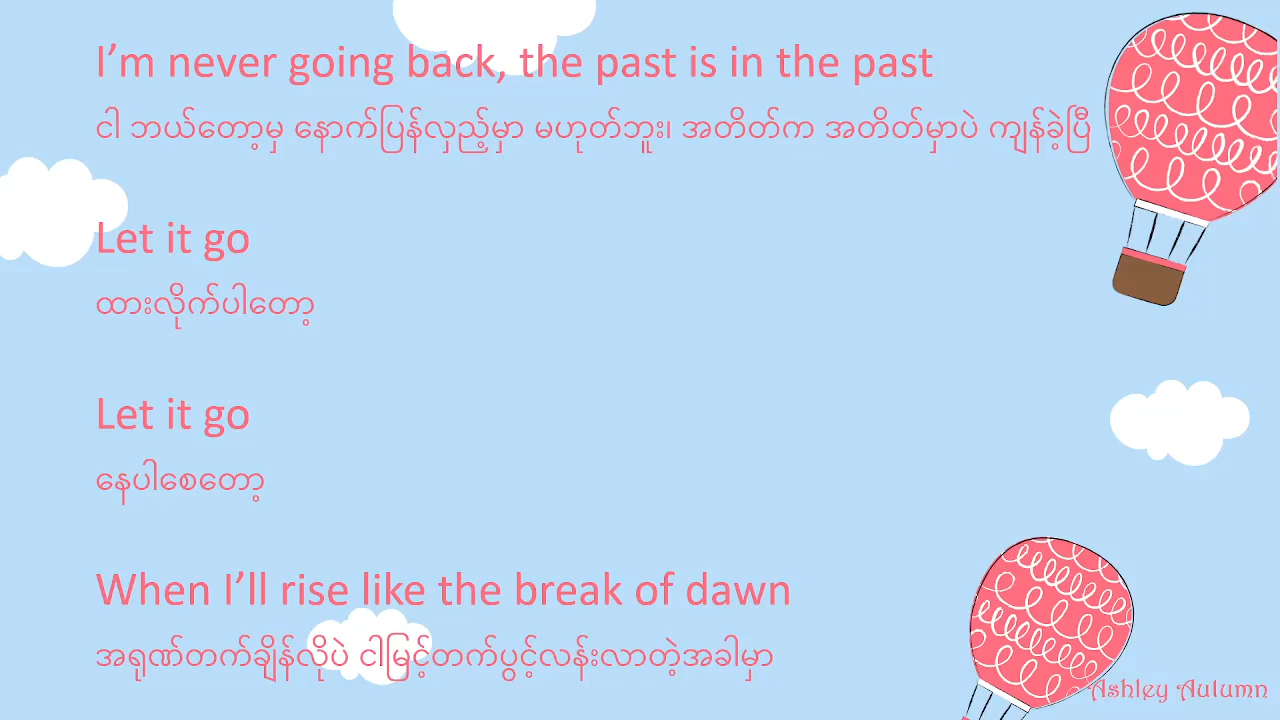 I’m never going back, the past is in the past
ငါ ဘယ်တော့မှ နောက်ပြန်လှည့်မှာ မဟုတ်ဘူး၊ အတိတ်က အတိတ်မှာပဲ ကျန်ခဲ့ပြီ
Let it go
ထားလိုက်ပါတော့
Let it go
နေပါစေတော့
When I’ll rise like the break of dawn
အရုဏ်တက်ချိန်လိုပဲ ငါမြင့်တက်ပွင့်လန်းလာတဲ့အခါမှာ
Ashley Autumn